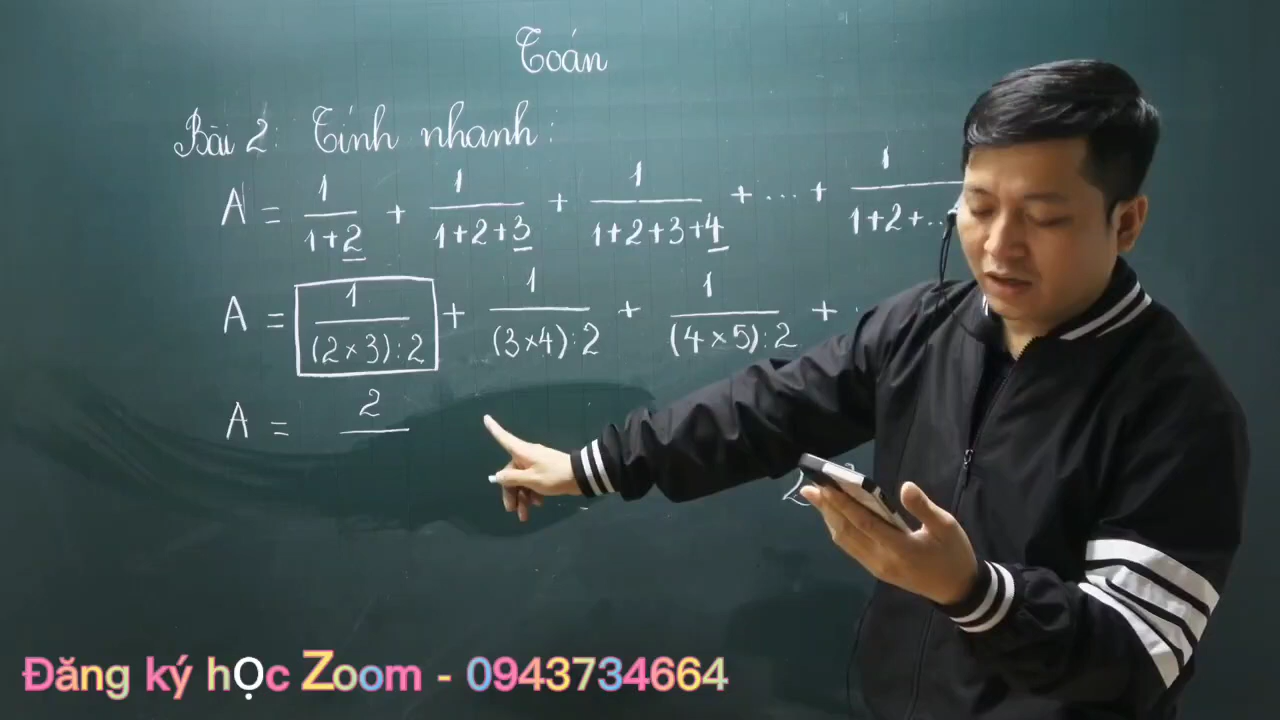 Toán
Bài 2: Tính nhanh:
A = 1/(1+2) + 1/(1+2+3) + 1/(1+2+3+4) + ... + 1/(1+2+..
A = 1/((2×3):2) + 1/((3×4):2) + 1/((4×5):2) + .
A = 2/
Đăng ký học Zoom - 0943734664